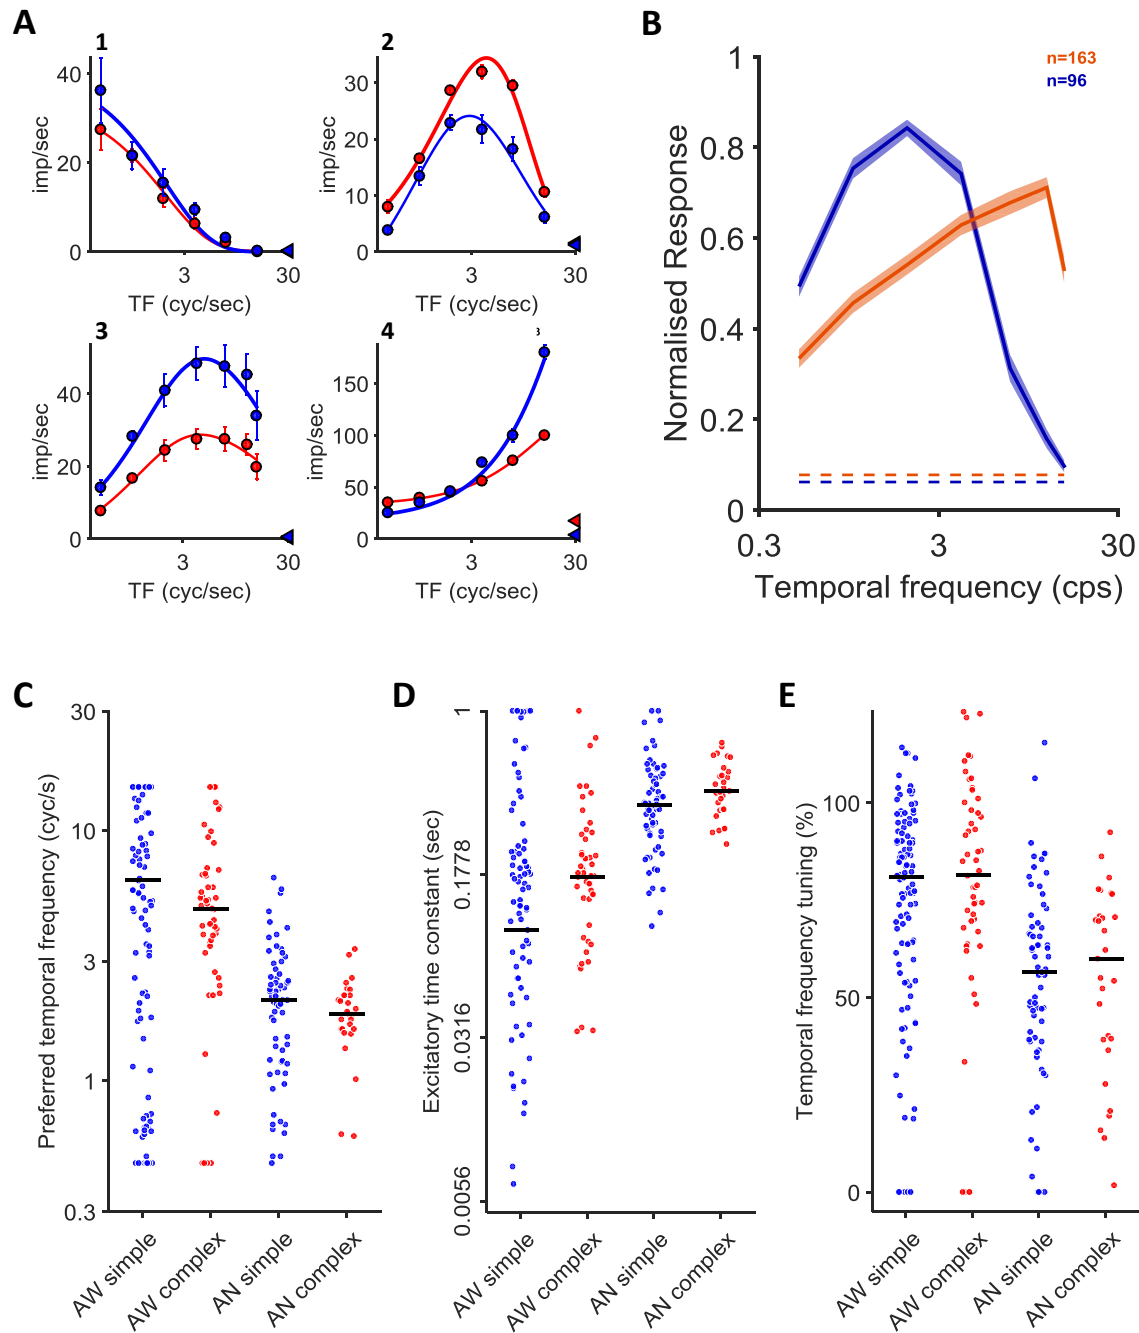 A
1
40
20
0
imp/sec
3
30
TF (cyc/sec)
2
30
20
10
0
imp/sec
3
30
TF (cyc/sec)
3
40
20
0
imp/sec
3
30
TF (cyc/sec)
4
150
100
50
0
imp/sec
3
30
TF (cyc/sec)
B
n=163
n=96
1
0.8
0.6
0.4
0.2
0
Normalised Response
0.3
3
30
Temporal frequency (cps)
C
30
10
3
1
0.3
Preferred temporal frequency (cyc/s)
AW simple
AW complex
AN simple
AN complex
D
1
0.1778
0.0316
0.0056
Excitatory time constant (sec)
AW simple
AW complex
AN simple
AN complex
E
100
50
0
Temporal frequency tuning (%)
AW simple
AW complex
AN simple
AN complex